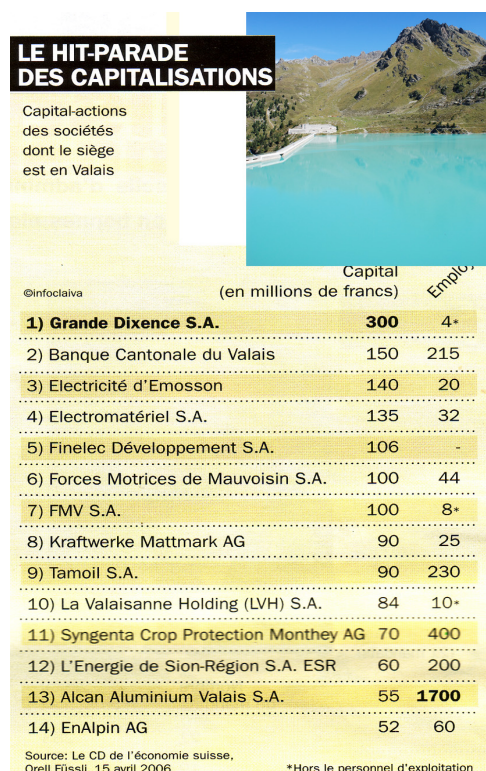 LE HIT-PARADE
DES CAPITALISATIONS
Capital-actions
des sociétés
dont le siège
est en Valais
Capital
©infoclaiva (en millions de francs)
1) Grande Dixence S.A. 300 4*
2) Banque Cantonale du Valais 150 215
3) Electricité d'Emosson 140 20
4) Electromatériel S.A. 135 32
5) Finelec Développement S.A. 106 -
6) Forces Motrices de Mauvoisin S.A. 100 44
7) FMV S.A. 100 8*
8) Kraftwerke Mattmark AG 90 25
9) Tamoil S.A. 90 230
10) La Valaisanne Holding (LVH) S.A. 84 10*
11) Syngenta Crop Protection Monthey AG 70 400
12) L'Energie de Sion-Région S.A. ESR 60 200
13) Alcan Aluminium Valais S.A. 55 1700
14) EnAlpin AG 52 60
Source: Le CD de l'économie suisse,
Orell Füssli, 15 avril 2006 *Hors le personnel d'exploitation